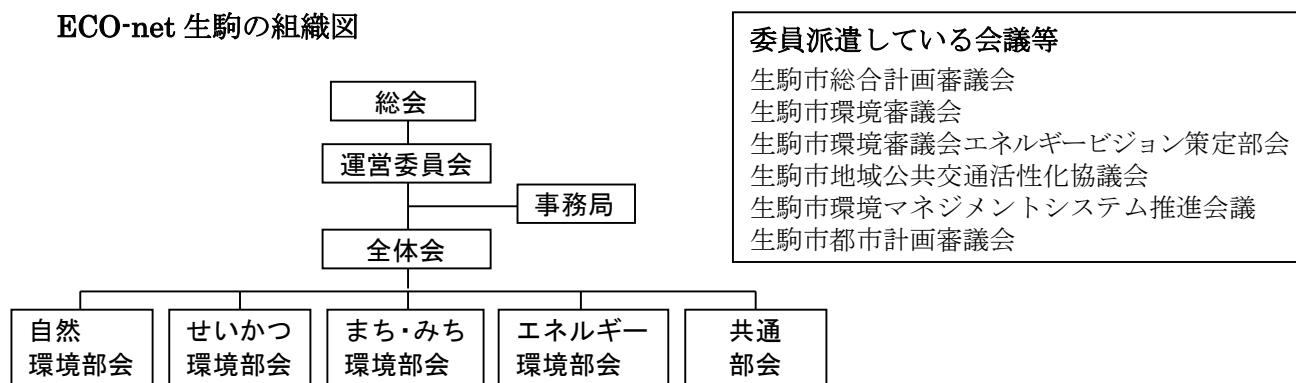 ECO-net 生駒の組織図
総会
運営委員会
事務局
全体会
自然
環境部会
せいかつ
環境部会
まち・みち
環境部会
エネルギー
環境部会
共通
部会
委員派遣している会議等
生駒市総合計画審議会
生駒市環境審議会
生駒市環境審議会エネルギービジョン策定部会
生駒市地域公共交通活性化協議会
生駒市環境マネジメントシステム推進会議
生駒市都市計画審議会